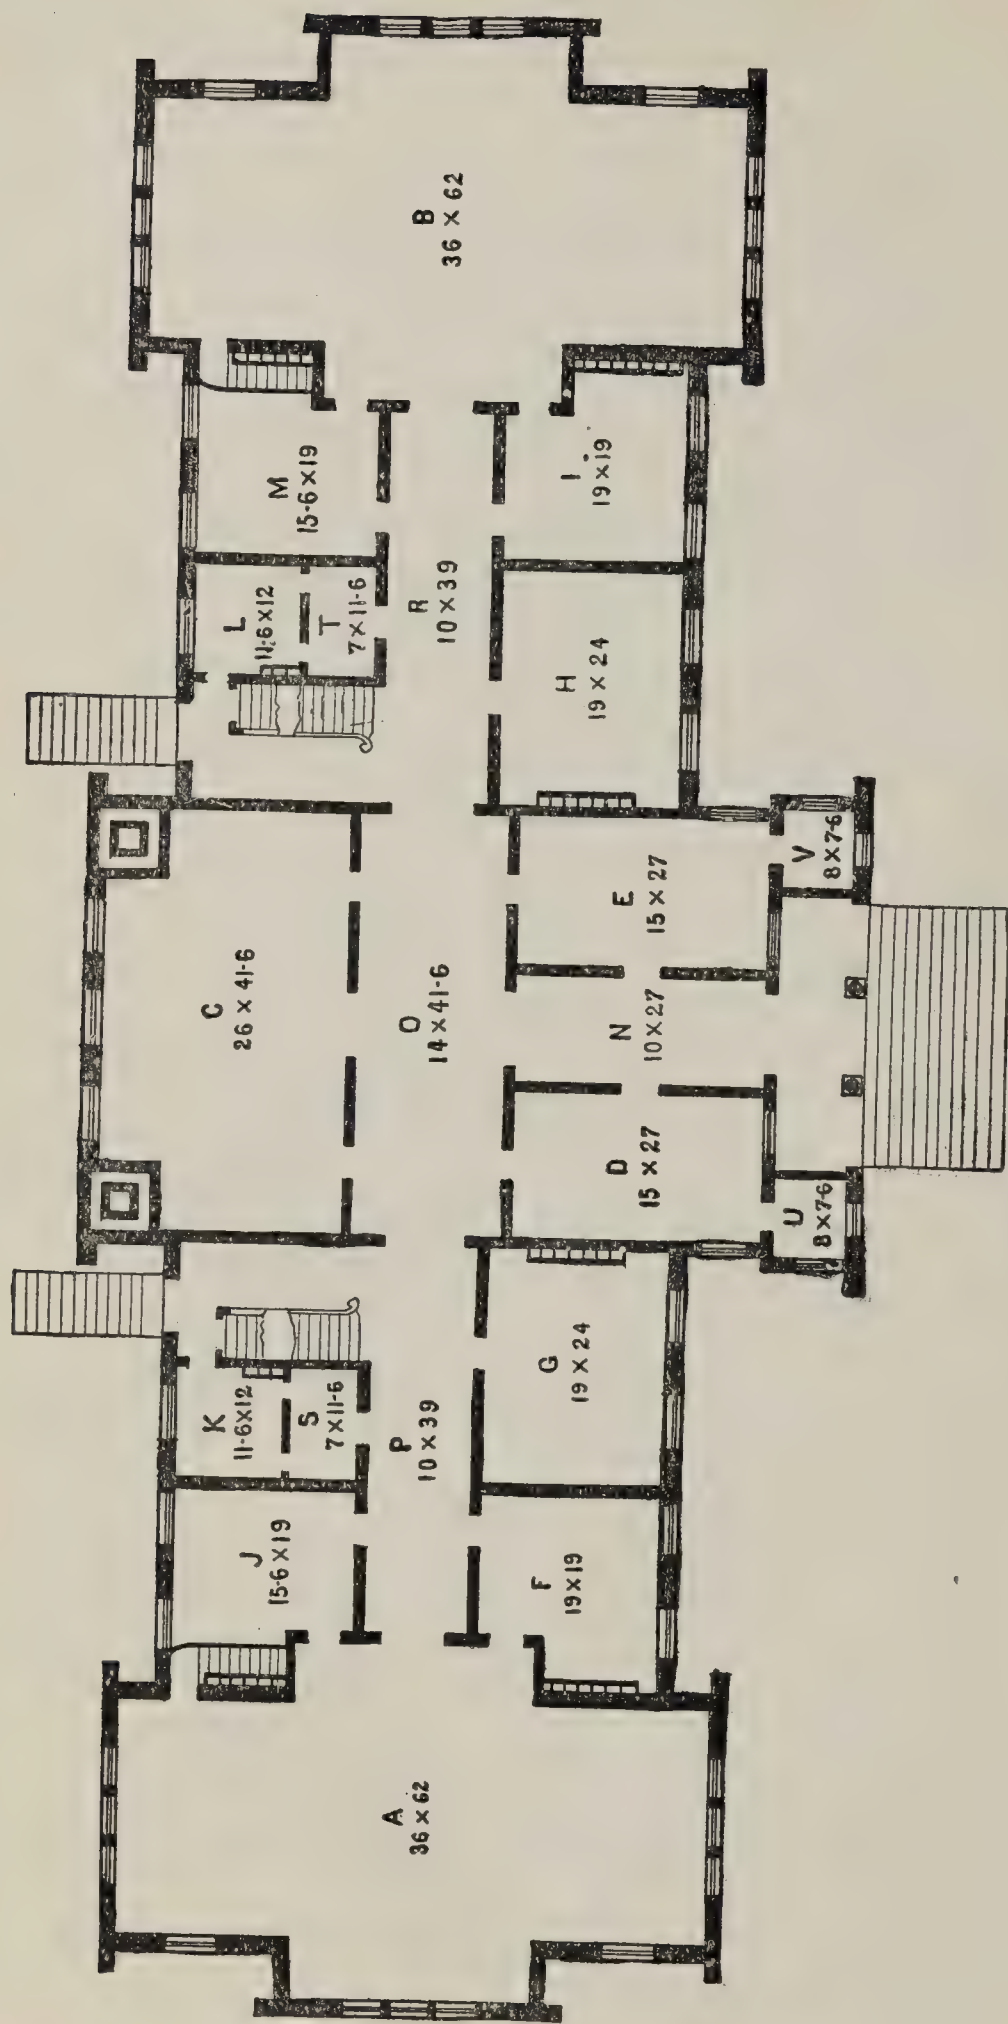 A
36 × 62
J
15-6 × 19
K
11-6 × 12
S
7 × 11-6
P
10 × 39
F
19 × 19
G
19 × 24
C
26 × 41-6
O
14 × 41-6
D
15 × 27
N
10 × 27
E
15 × 27
U
8 × 7-6
V
8 × 7-6
L
11-6 × 12
T
7 × 11-6
M
15-6 × 19
R
10 × 39
H
19 × 24
I
19 × 19
B
36 × 62